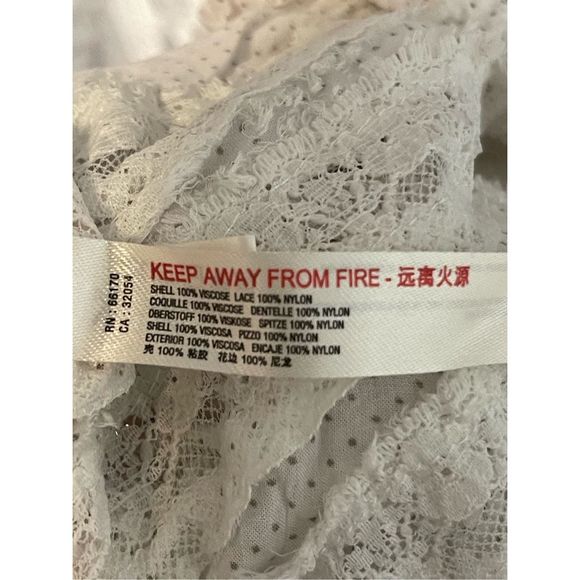 KEEP AWAY FROM FIRE - 远离火源
SHELL 100% VISCOSE LACE 100% NYLON
COQUILLE 100% VISCOSE DENTELLE 100% NYLON
OBERSTOFF 100% VISKOSE SPITZE 100% NYLON
SHELL 100% VISCOSA PIZZO 100% NYLON
EXTERIOR 100% VISCOSA ENCAJE 100% NYLON
壳 100% 粘胶 花边 100% 尼龙
RN : 66170
CA : 32054